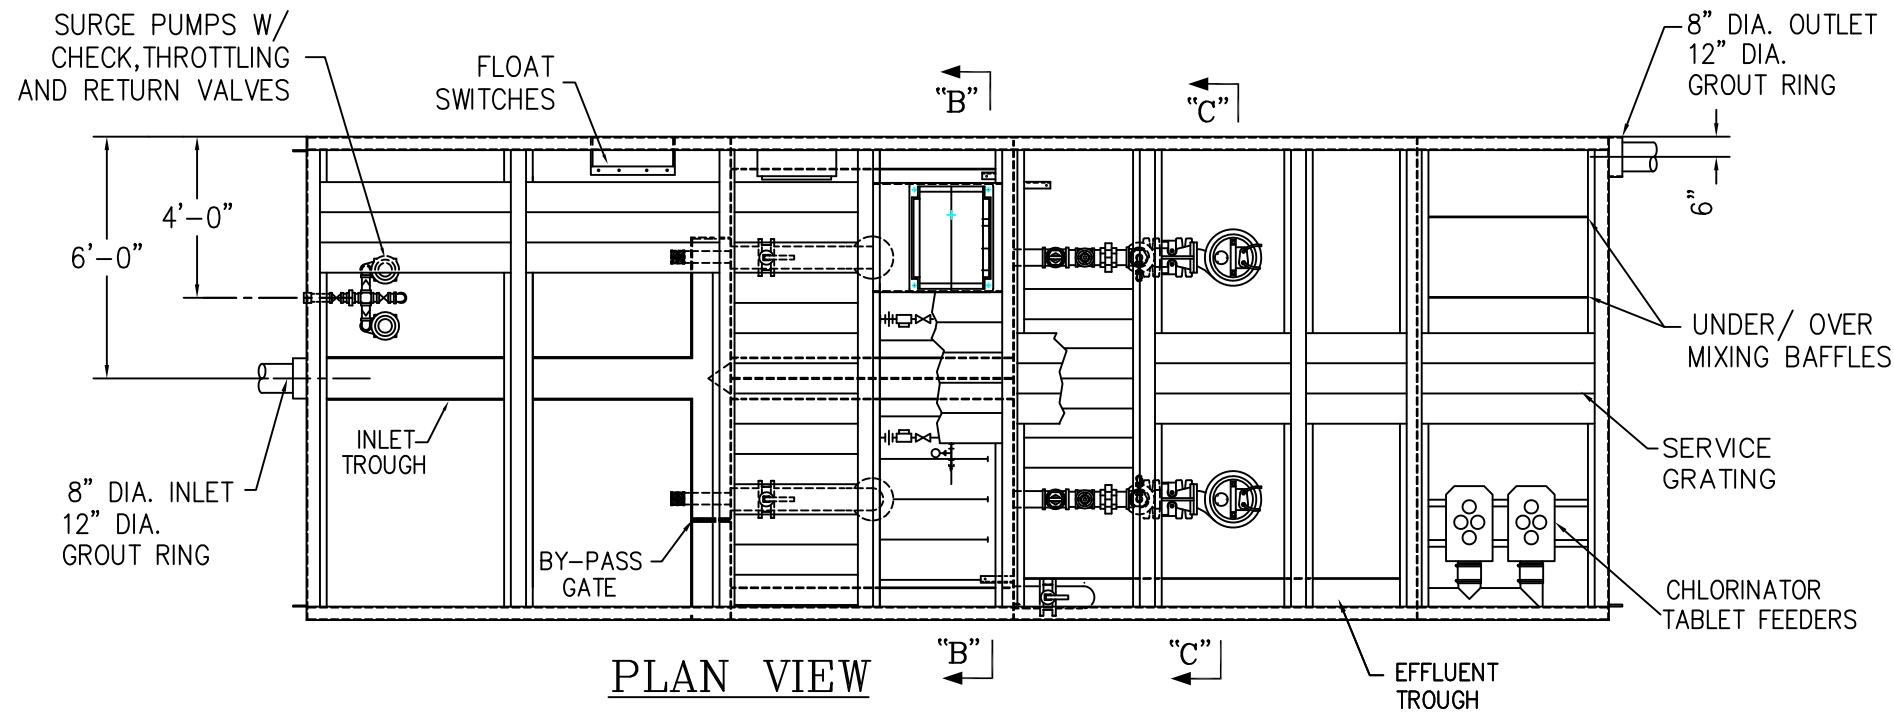 SURGE PUMPS W/
CHECK,THROTTLING
AND RETURN VALVES
FLOAT
SWITCHES
"B"
"C"
8" DIA. OUTLET
12" DIA.
GROUT RING
4'-0"
6'-0"
6"
UNDER/ OVER
MIXING BAFFLES
INLET
TROUGH
SERVICE
GRATING
8" DIA. INLET
12" DIA.
GROUT RING
BY-PASS
GATE
CHLORINATOR
TABLET FEEDERS
"B"
"C"
EFFLUENT
TROUGH
PLAN VIEW